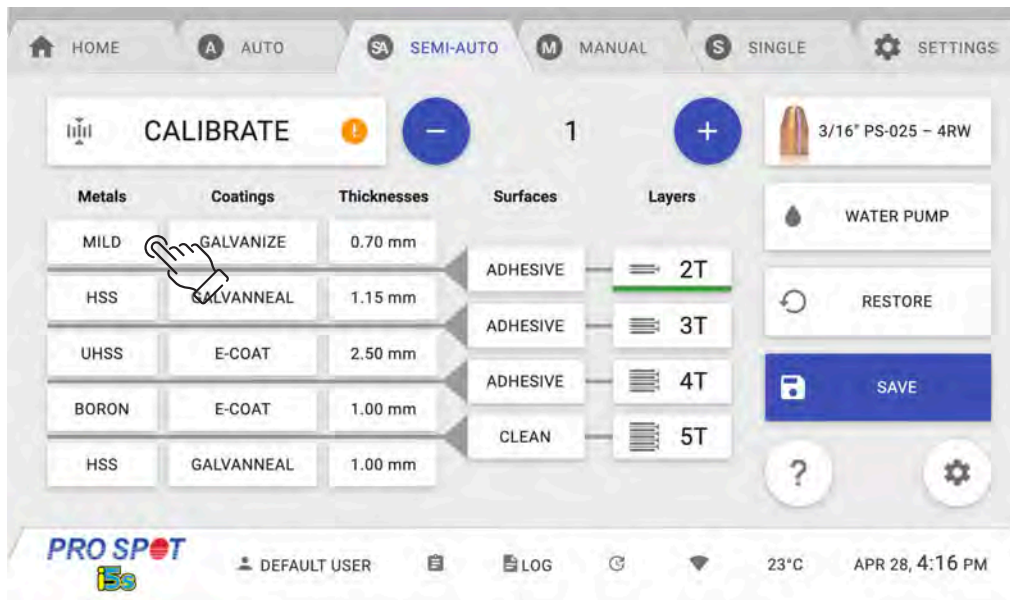 HOME
A AUTO
SA SEMI-AUTO
M MANUAL
S SINGLE
SETTINGS
CALIBRATE ! − 1 +
3/16" PS-025 – 4RW
Metals Coatings Thicknesses Surfaces Layers
WATER PUMP
MILD GALVANIZE 0.70 mm
ADHESIVE 2T
HSS GALVANNEAL 1.15 mm
RESTORE
ADHESIVE 3T
UHSS E-COAT 2.50 mm
ADHESIVE 4T
SAVE
BORON E-COAT 1.00 mm
CLEAN 5T
HSS GALVANNEAL 1.00 mm
?
PRO SPOT
i5s
DEFAULT USER
LOG
23°C
APR 28, 4:16 PM